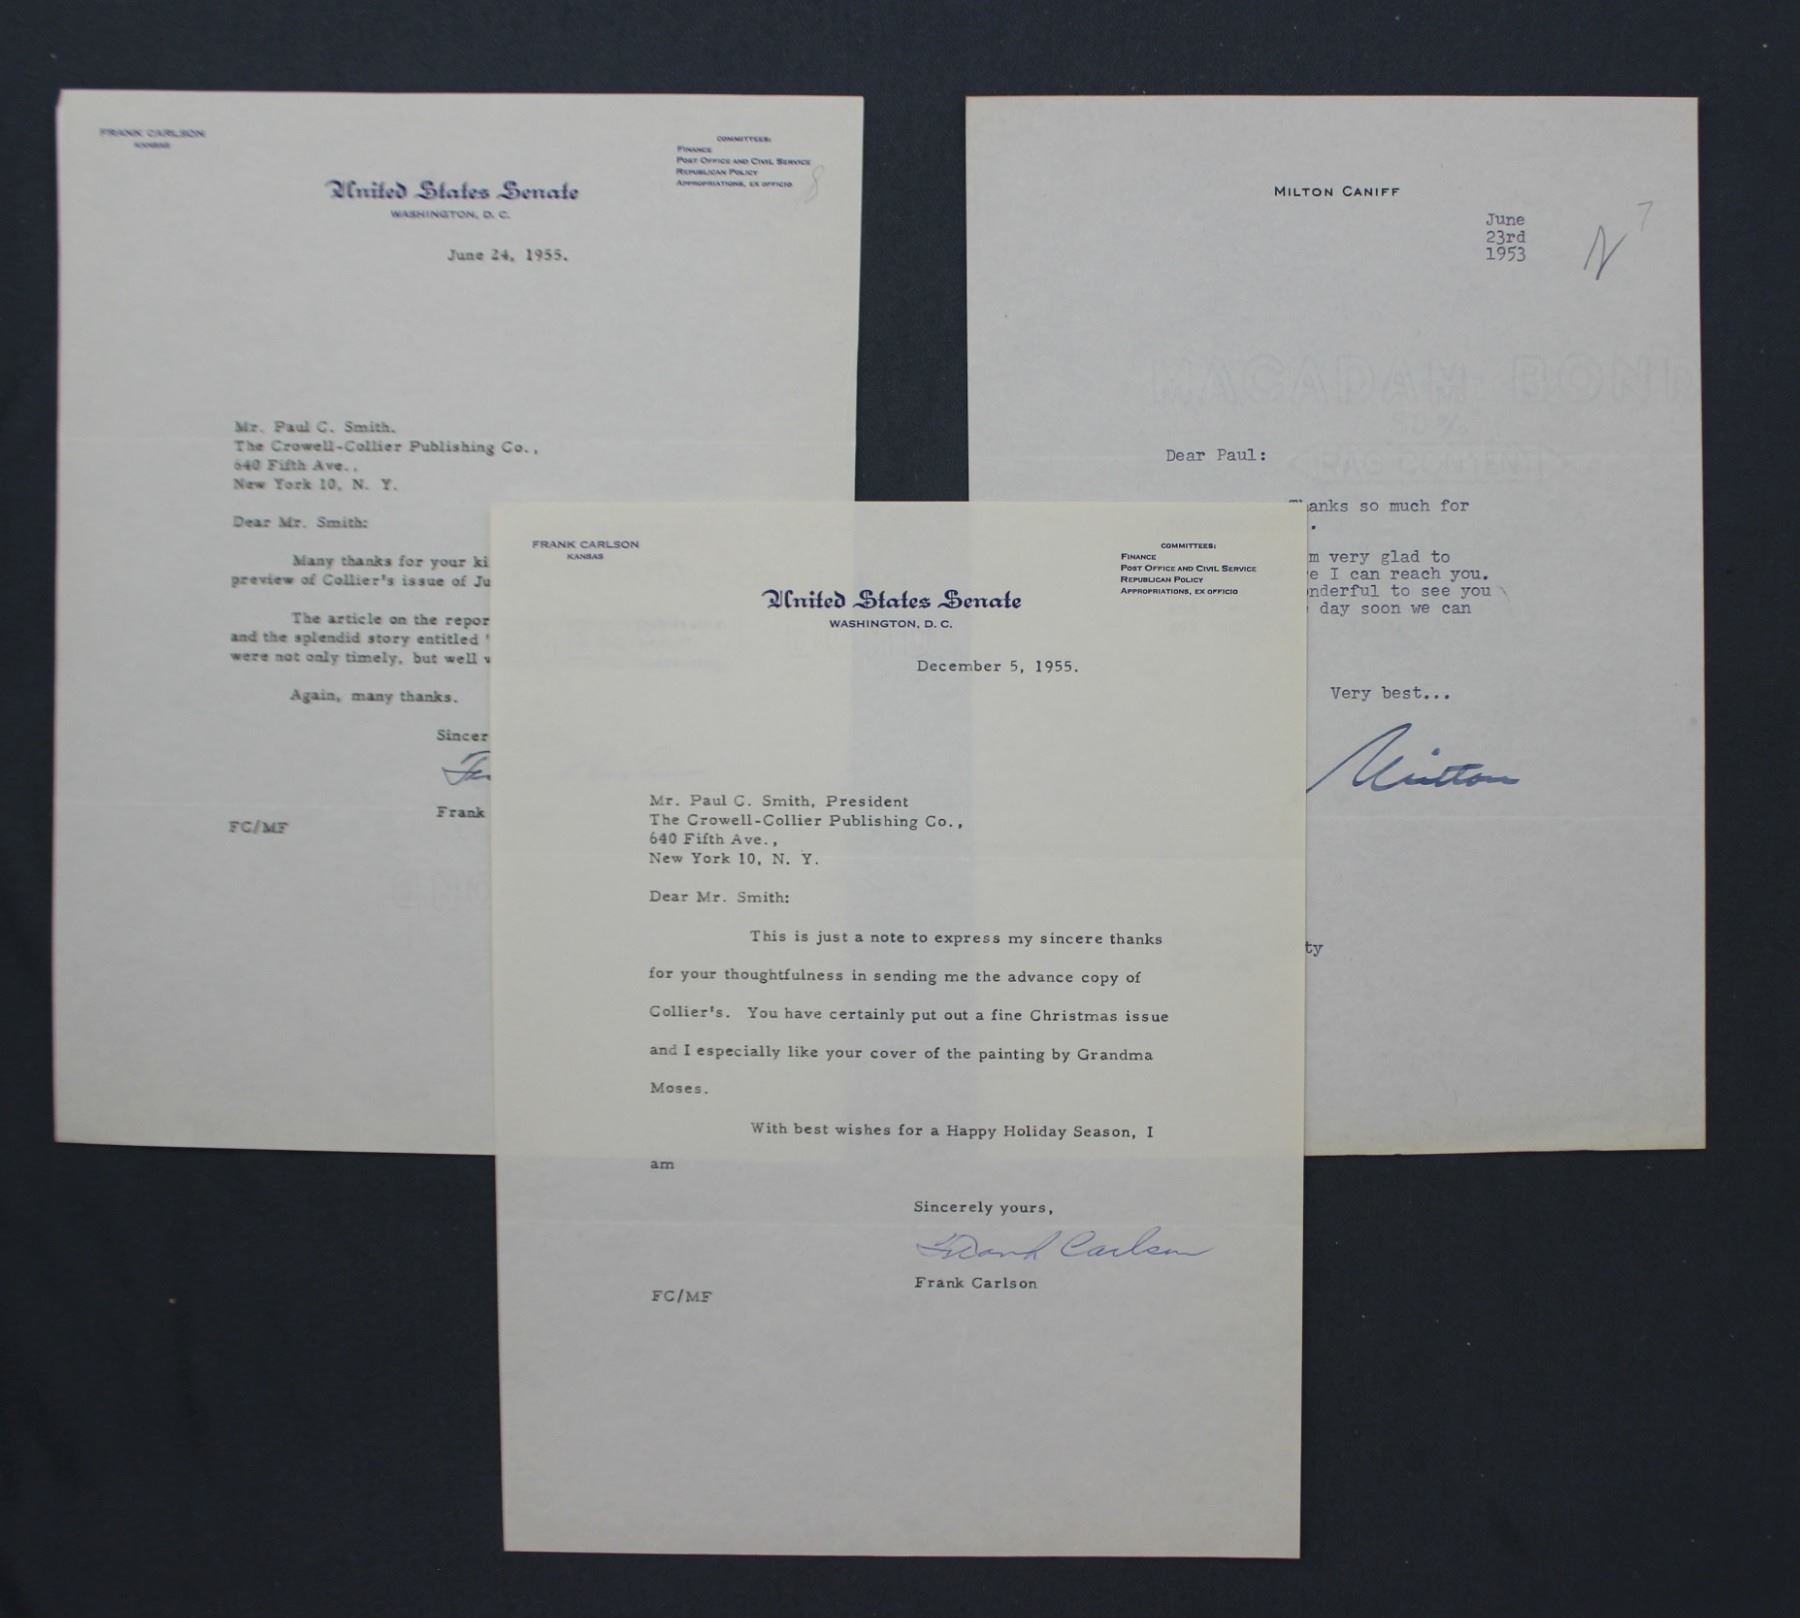 FRANK CARLSON
KANSAS
COMMITTEES:
FINANCE
POST OFFICE AND CIVIL SERVICE
REPUBLICAN POLICY
APPROPRIATIONS, EX OFFICIO
8
United States Senate
WASHINGTON, D. C.
June 24, 1955.
Mr. Paul C. Smith.
The Crowell-Collier Publishing Co.,
640 Fifth Ave.,
New York 10, N. Y.
Dear Mr. Smith:
Many thanks for your ki
preview of Collier's issue of Ju
The article on the repor
and the splendid story entitled "
were not only timely, but well w
Again, many thanks.
Sincer
Frank
FC/MF
MILTON CANIFF
June
23rd
1953
N 7
MACADAM BON
50%
RAG CONTENT
Dear Paul:
anks so much for
.
m very glad to
e I can reach you.
nderful to see you
day soon we can
Very best...
Milton
ty
FRANK CARLSON
KANSAS
COMMITTEES:
FINANCE
POST OFFICE AND CIVIL SERVICE
REPUBLICAN POLICY
APPROPRIATIONS, EX OFFICIO
United States Senate
WASHINGTON, D. C.
December 5, 1955.
Mr. Paul C. Smith, President
The Crowell-Collier Publishing Co.,
640 Fifth Ave.,
New York 10, N. Y.
Dear Mr. Smith:
This is just a note to express my sincere thanks
for your thoughtfulness in sending me the advance copy of
Collier's. You have certainly put out a fine Christmas issue
and I especially like your cover of the painting by Grandma
Moses.
With best wishes for a Happy Holiday Season, I
am
Sincerely yours,
Frank Carlson
Frank Carlson
FC/MF